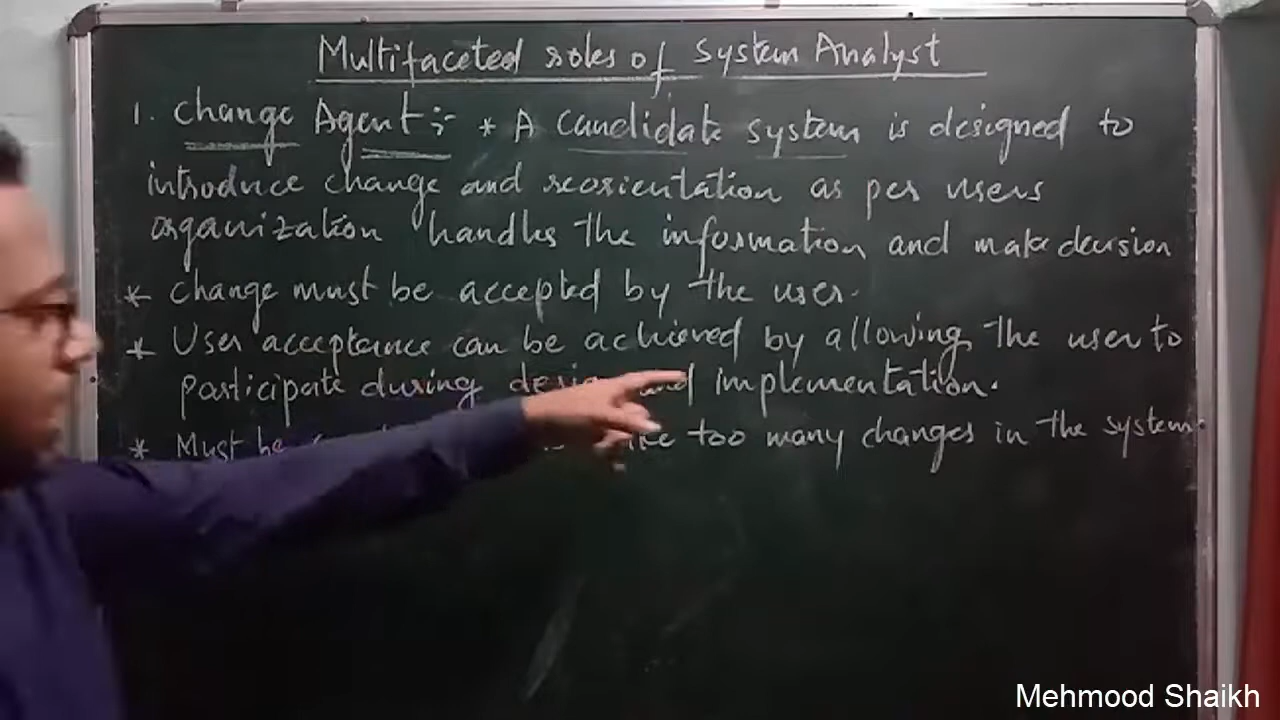 Multifaceted roles of System Analyst
1. Change Agent :- * A candidate system is designed to
introduce change and reorientation as per users
organization handles the information and make decision
* Change must be accepted by the user.
* User acceptance can be achieved by allowing the user to
Participate during design and implementation.
* Must be too many changes in the system.
Mehmood Shaikh